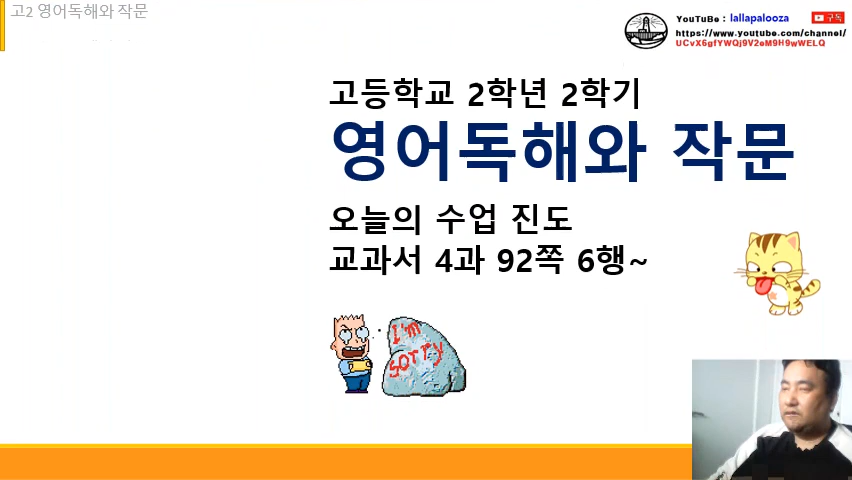 고2 영어독해와 작문
YouTuBe : lallapalooza
구독
https://www.youtube.com/channel/
UCvX6gfYWQj9V2eM9H9wWELQ
고등학교 2학년 2학기
영어독해와 작문
오늘의 수업 진도
교과서 4과 92쪽 6행~
I'm
sorry